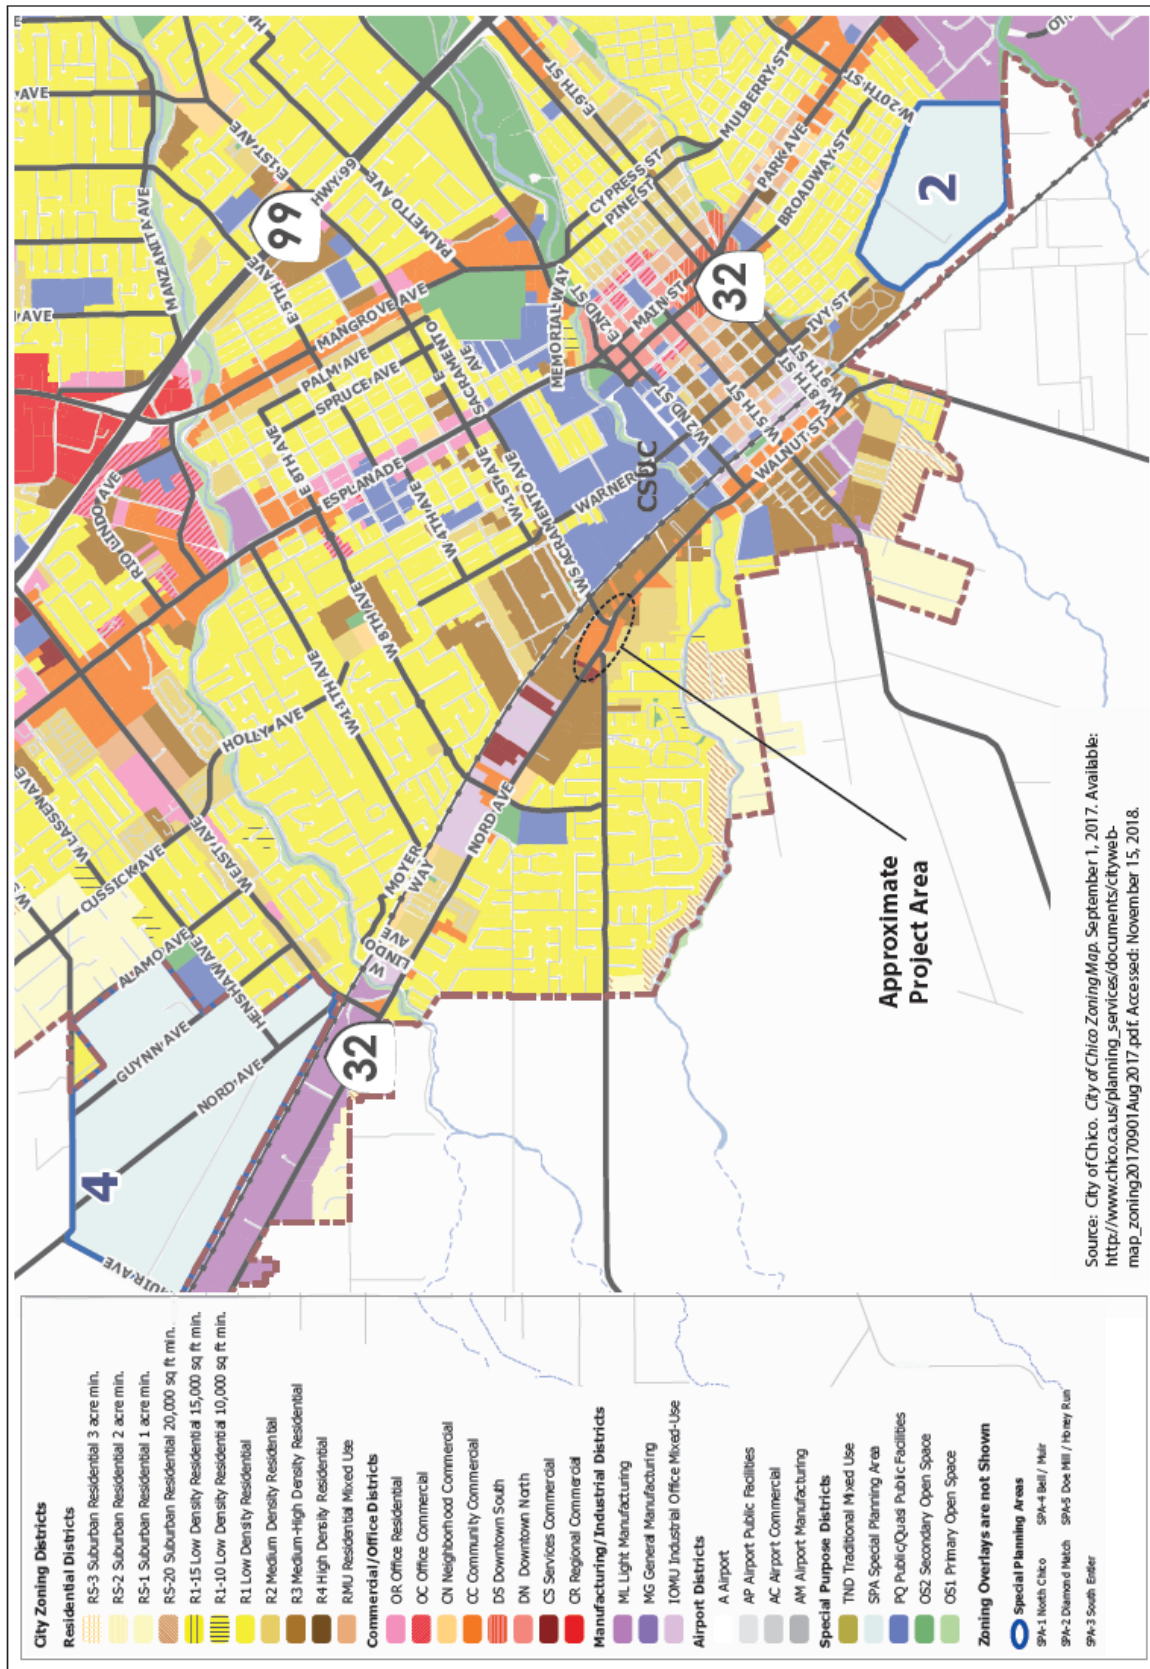 City Zoning Districts
Residential Districts
RS-3 Suburban Residential 3 acre min.
RS-2 Suburban Residential 2 acre min.
RS-1 Suburban Residential 1 acre min.
RS-20 Suburban Residential 20,000 sq ft min.
R1-15 Low Density Residential 15,000 sq ft min.
R1-10 Low Density Residential 10,000 sq ft min.
R1 Low Density Residential
R2 Medium Density Residential
R3 Medium-High Density Residential
R4 High Density Residential
RMU Residential Mixed Use
Commercial/Office Districts
OR Office Residential
OC Office Commercial
CN Neighborhood Commercial
CC Community Commercial
DS Downtown South
DN Downtown North
CS Services Commercial
CR Regional Commercial
Manufacturing/Industrial Districts
ML Light Manufacturing
MG General Manufacturing
IOMU Industrial Office Mixed-Use
Airport Districts
A Airport
AP Airport Public Facilities
AC Airport Commercial
AM Airport Manufacturing
Special Purpose Districts
TND Traditional Mixed Use
SPA Special Planning Area
PQ Public/Quasi Public Facilities
OS2 Secondary Open Space
OS1 Primary Open Space
Zoning Overlays are not Shown
Special Planning Areas
SPA-1 North Chico SPA-4 Bell / Muir
SPA-2 Diamond Match SPA-5 Doe Mill / Honey Run
SPA-3 South Entler
4
MUIR AVE
GUYNN AVE
NORD AVE
ALAMO AVE
HENSHAW AVE
CUSSICK AVE
W LASSEN AVE
W EAST AVE
HOLLY AVE
W 11TH AVE
W 8TH AVE
W LINDO AVE
MOYER WAY
NORD AVE
32
RIO LINDO AVE
ESPLANADE
E 8TH AVE
W 4TH AVE
W 1ST AVE
W SACRAMENTO AVE
WARNER
CSUC
SPRUCE AVE
PALM AVE
MANGROVE AVE
E SACRAMENTO AVE
MANZANITA AVE
E 5TH AVE
E 1ST AVE
99
HWY 99
PALMETTO AVE
AVE
AVE
MEMORIAL WAY
E 2ND ST
MAIN ST
W 2ND ST
W 5TH ST
W 8TH ST
W 9TH ST
WALNUT ST
IVY ST
32
CYPRESS ST
PINE ST
E 9TH ST
MULBERRY ST
PARK AVE
BROADWAY ST
W 20TH ST
2
Approximate
Project Area
Source: City of Chico. City of Chico Zoning Map. September 1, 2017. Available:
http://www.chico.ca.us/planning_services/documents/cityweb-
map_zoning20170901Aug2017.pdf. Accessed: November 15, 2018.